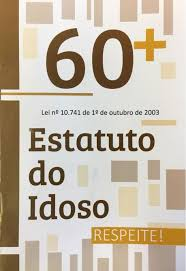 60+
Lei nº 10.741 de 1º de outubro de 2003
Estatuto
do
Idoso
RESPEITE!